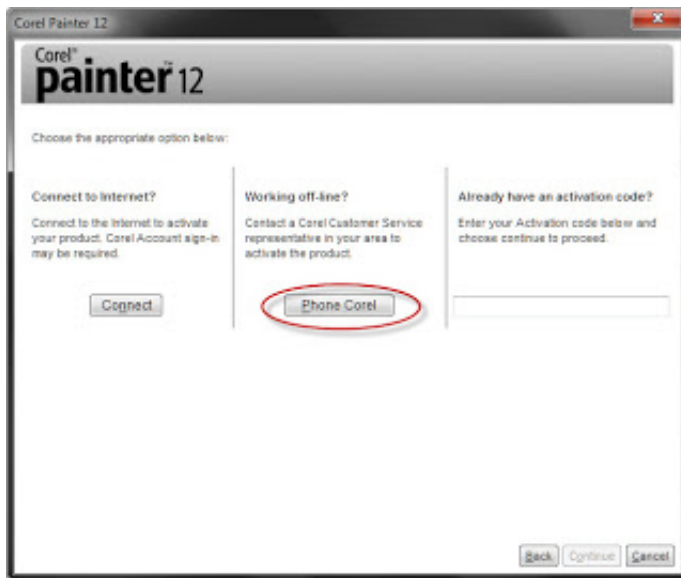 Corel Painter 12
Corel®
painter™ 12
Choose the appropriate option below:
Connect to Internet?
Connect to the Internet to activate
your product. Corel Account sign-in
may be required.
Connect
Working off-line?
Contact a Corel Customer Service
representative in your area to
activate the product.
Phone Corel
Already have an activation code?
Enter your Activation code below and
choose continue to proceed.
Back Continue Cancel